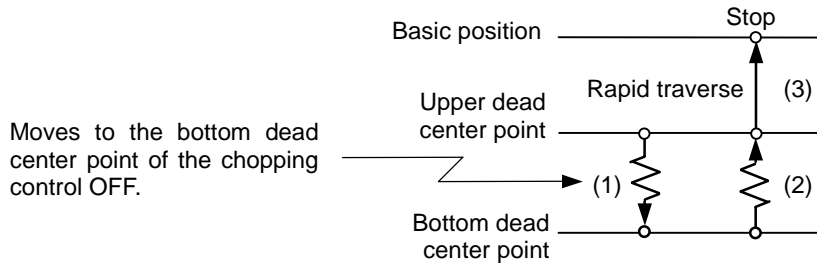 Stop
Basic position
Rapid traverse
(3)
Upper dead
center point
Moves to the bottom dead
center point of the chopping
control OFF.
(1)
(2)
Bottom dead
center point